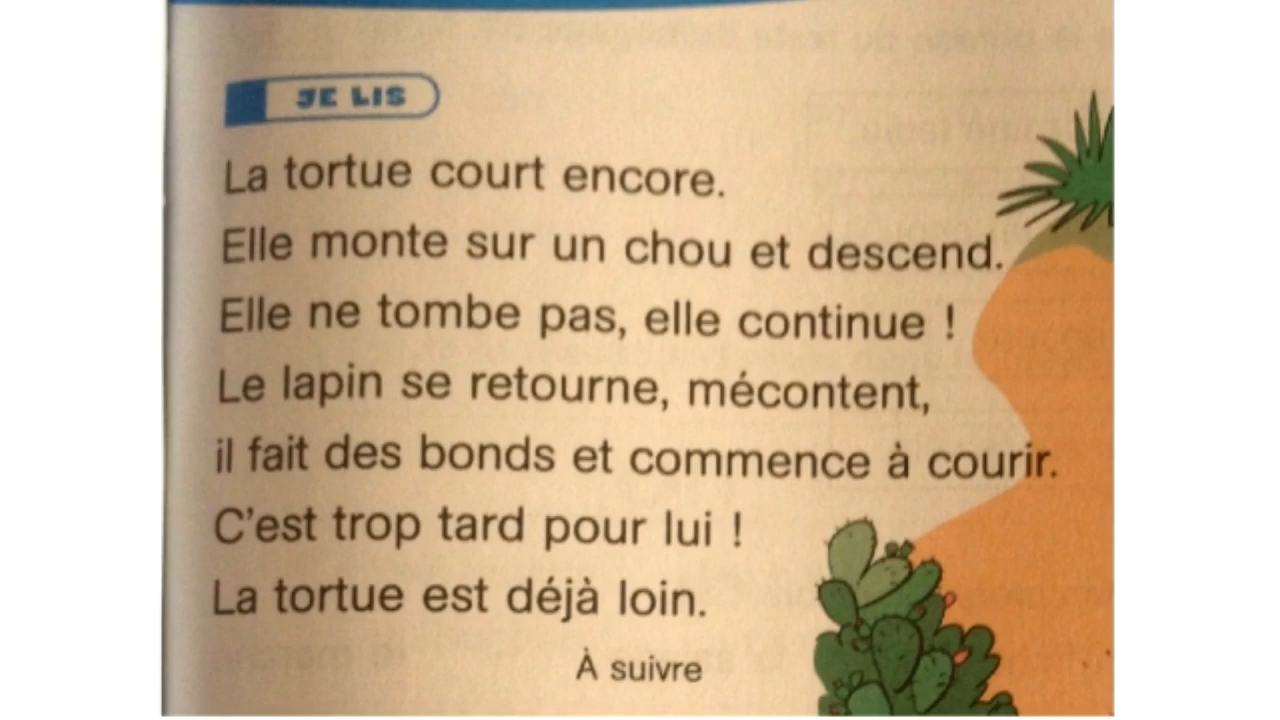 JE LIS
La tortue court encore.
Elle monte sur un chou et descend.
Elle ne tombe pas, elle continue !
Le lapin se retourne, mécontent,
il fait des bonds et commence à courir.
C'est trop tard pour lui !
La tortue est déjà loin.
À suivre